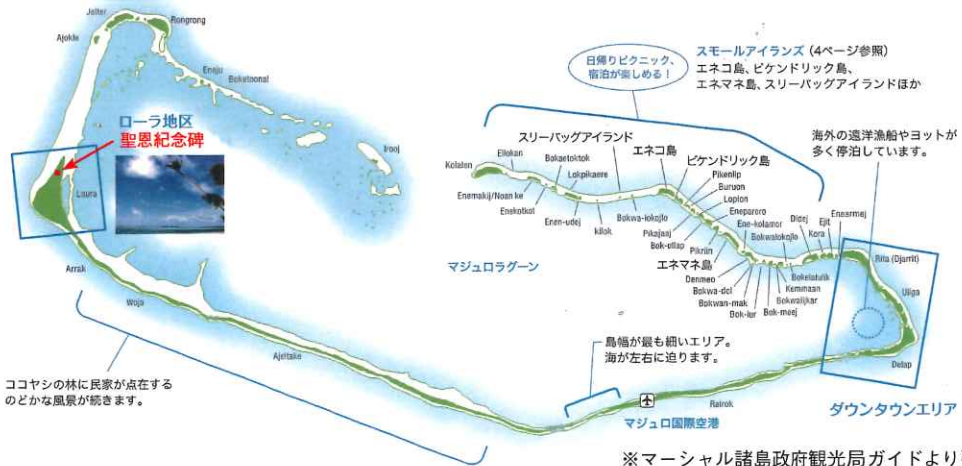 Jelter
Rongrong
Ajokle
Eneju
Boketoonat
Irooj
ローラ地区
聖恩紀念碑
Laura
Arrak
Woja
Ajeltake
ココヤシの林に民家が点在する
のどかな風景が続きます。
日帰りピクニック、
宿泊が楽しめる!
スモールアイランズ(4ページ参照)
エネコ島、ビケンドリック島、
エネマネ島、スリーバッグアイランドほか
海外の遠洋漁船やヨットが
多く停泊しています。
スリーバッグアイランド
エネコ島
ビケンドリック島
Kolalen
Ellekan
Bokaetoktok
Lokpikaere
Enemakij/Noan ke
Enekotkot
Enen-udej
kilok
Bokwa-lokojlo
Pikajaaj
Bok-etlap
Pikriin
エネマネ島
Denmeo
Bokwa-del
Bokwan-mak
Bok-lur
Bok-meej
Bokwalijkar
Kemmaan
Bokelatulik
Pikenlip
Buruon
Loplon
Eneparoro
Ene-kolamor
Bokwalokojlo
Didej
Kora
Ejit
Enearmej
Rita (Djarrit)
Uliga
Delap
マジュロラグーン
島幅が最も細いエリア。
海が左右に迫ります。
Rairok
マジュロ国際空港
ダウンタウンエリア
※マーシャル諸島政府観光局ガイドより